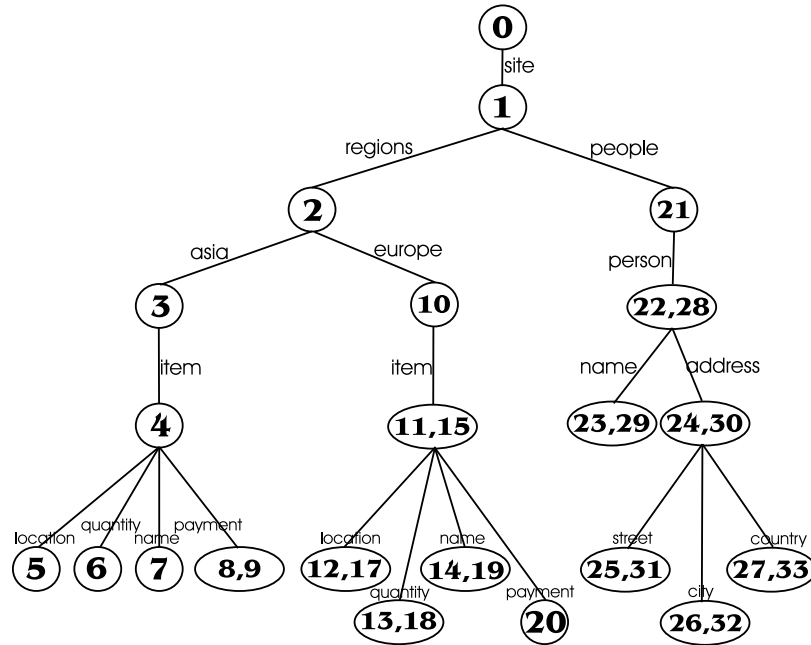 0
site
1
regions people
2 21
asia europe person
3 10 22,28
item item name address
4 11,15 23,29 24,30
location quantity name payment location name street country
5 6 7 8,9 12,17 14,19 25,31 27,33
quantity payment city
13,18 20 26,32